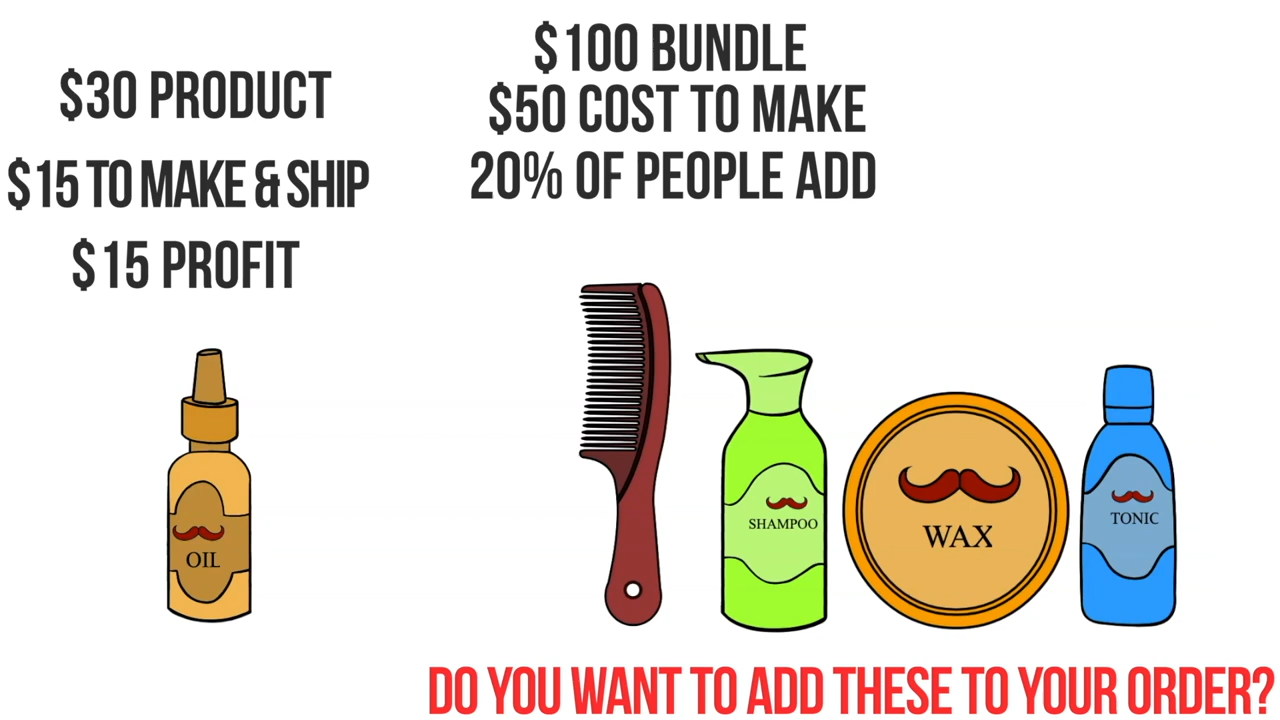 $30 PRODUCT
$15 TO MAKE & SHIP
$15 PROFIT
$100 BUNDLE
$50 COST TO MAKE
20% OF PEOPLE ADD
OIL
SHAMPOO
WAX
TONIC
DO YOU WANT TO ADD THESE TO YOUR ORDER?